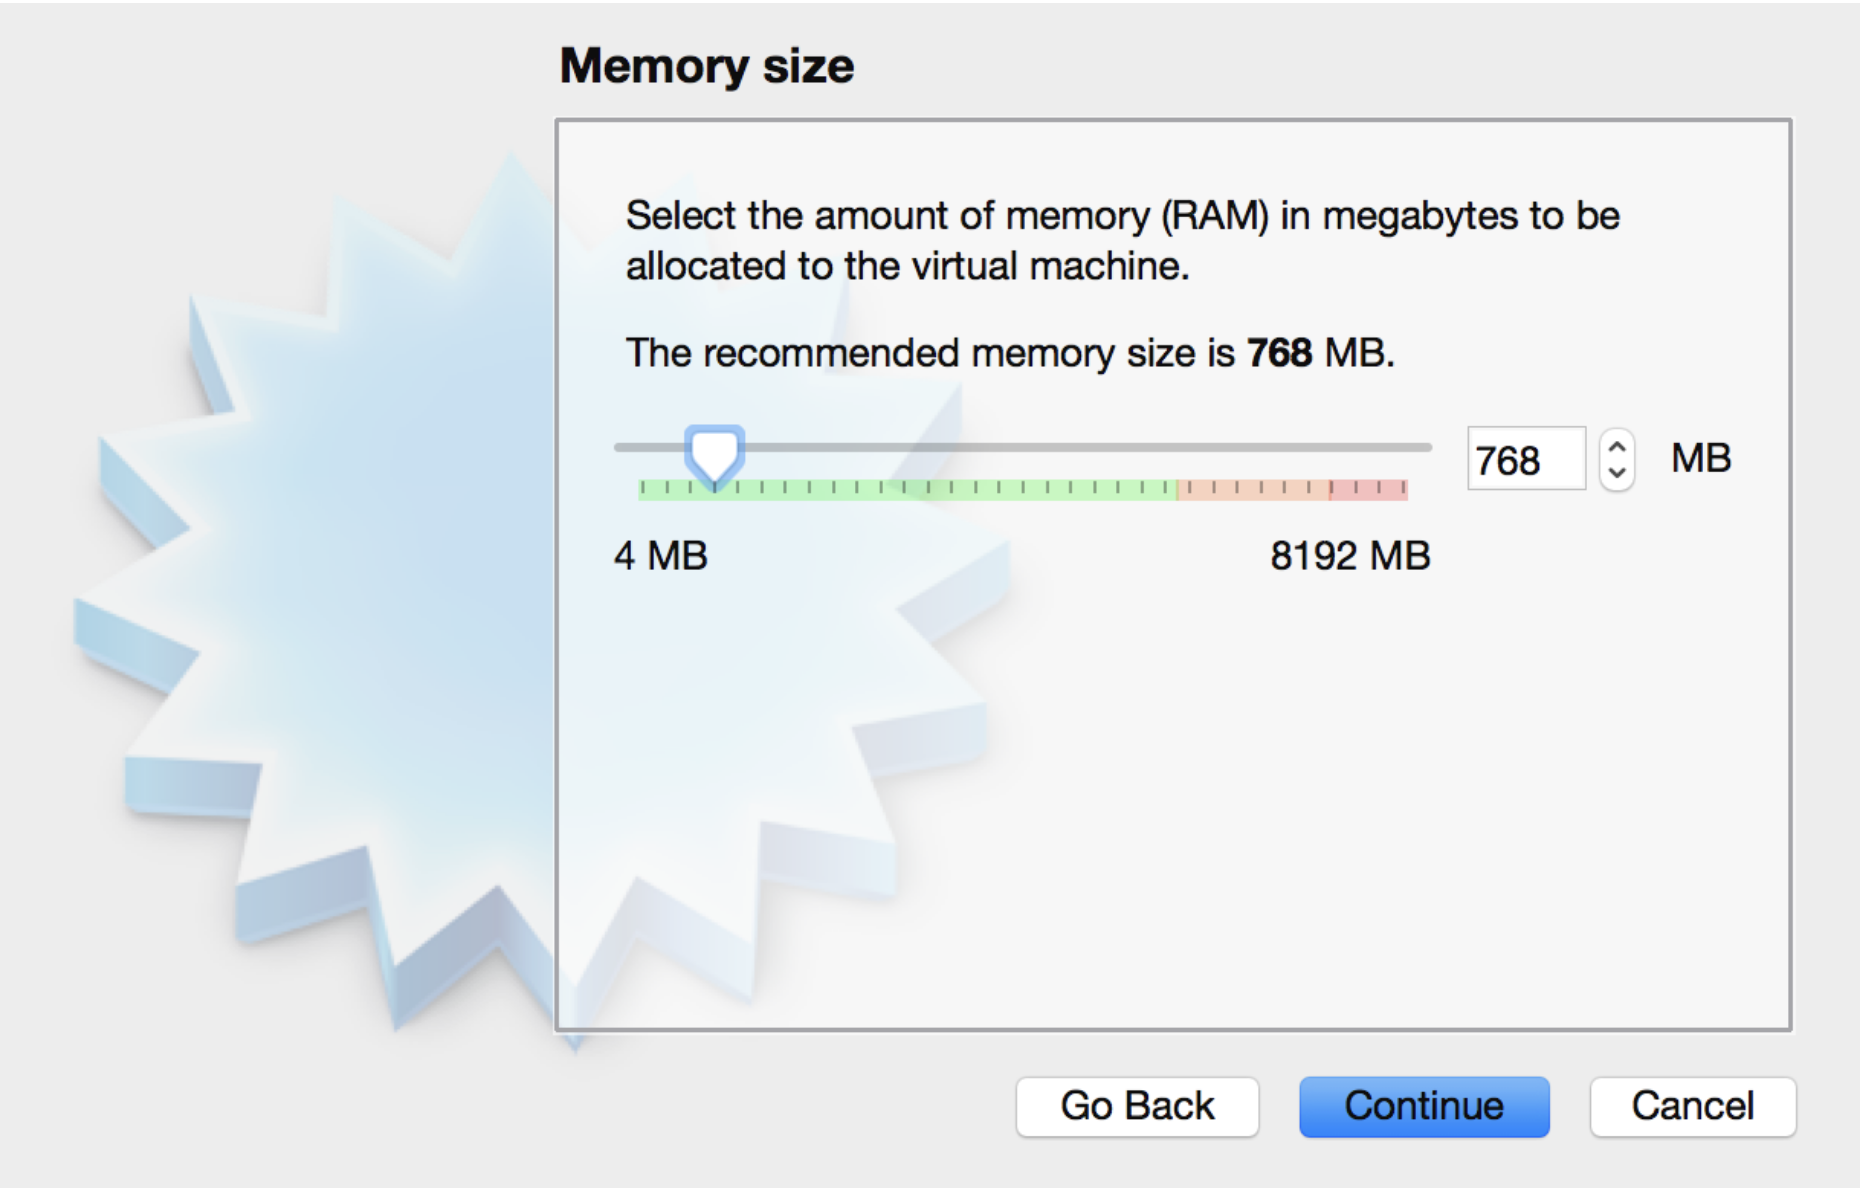 Memory size
Select the amount of memory (RAM) in megabytes to be
allocated to the virtual machine.
The recommended memory size is 768 MB.
768 MB
4 MB 8192 MB
Go Back Continue Cancel